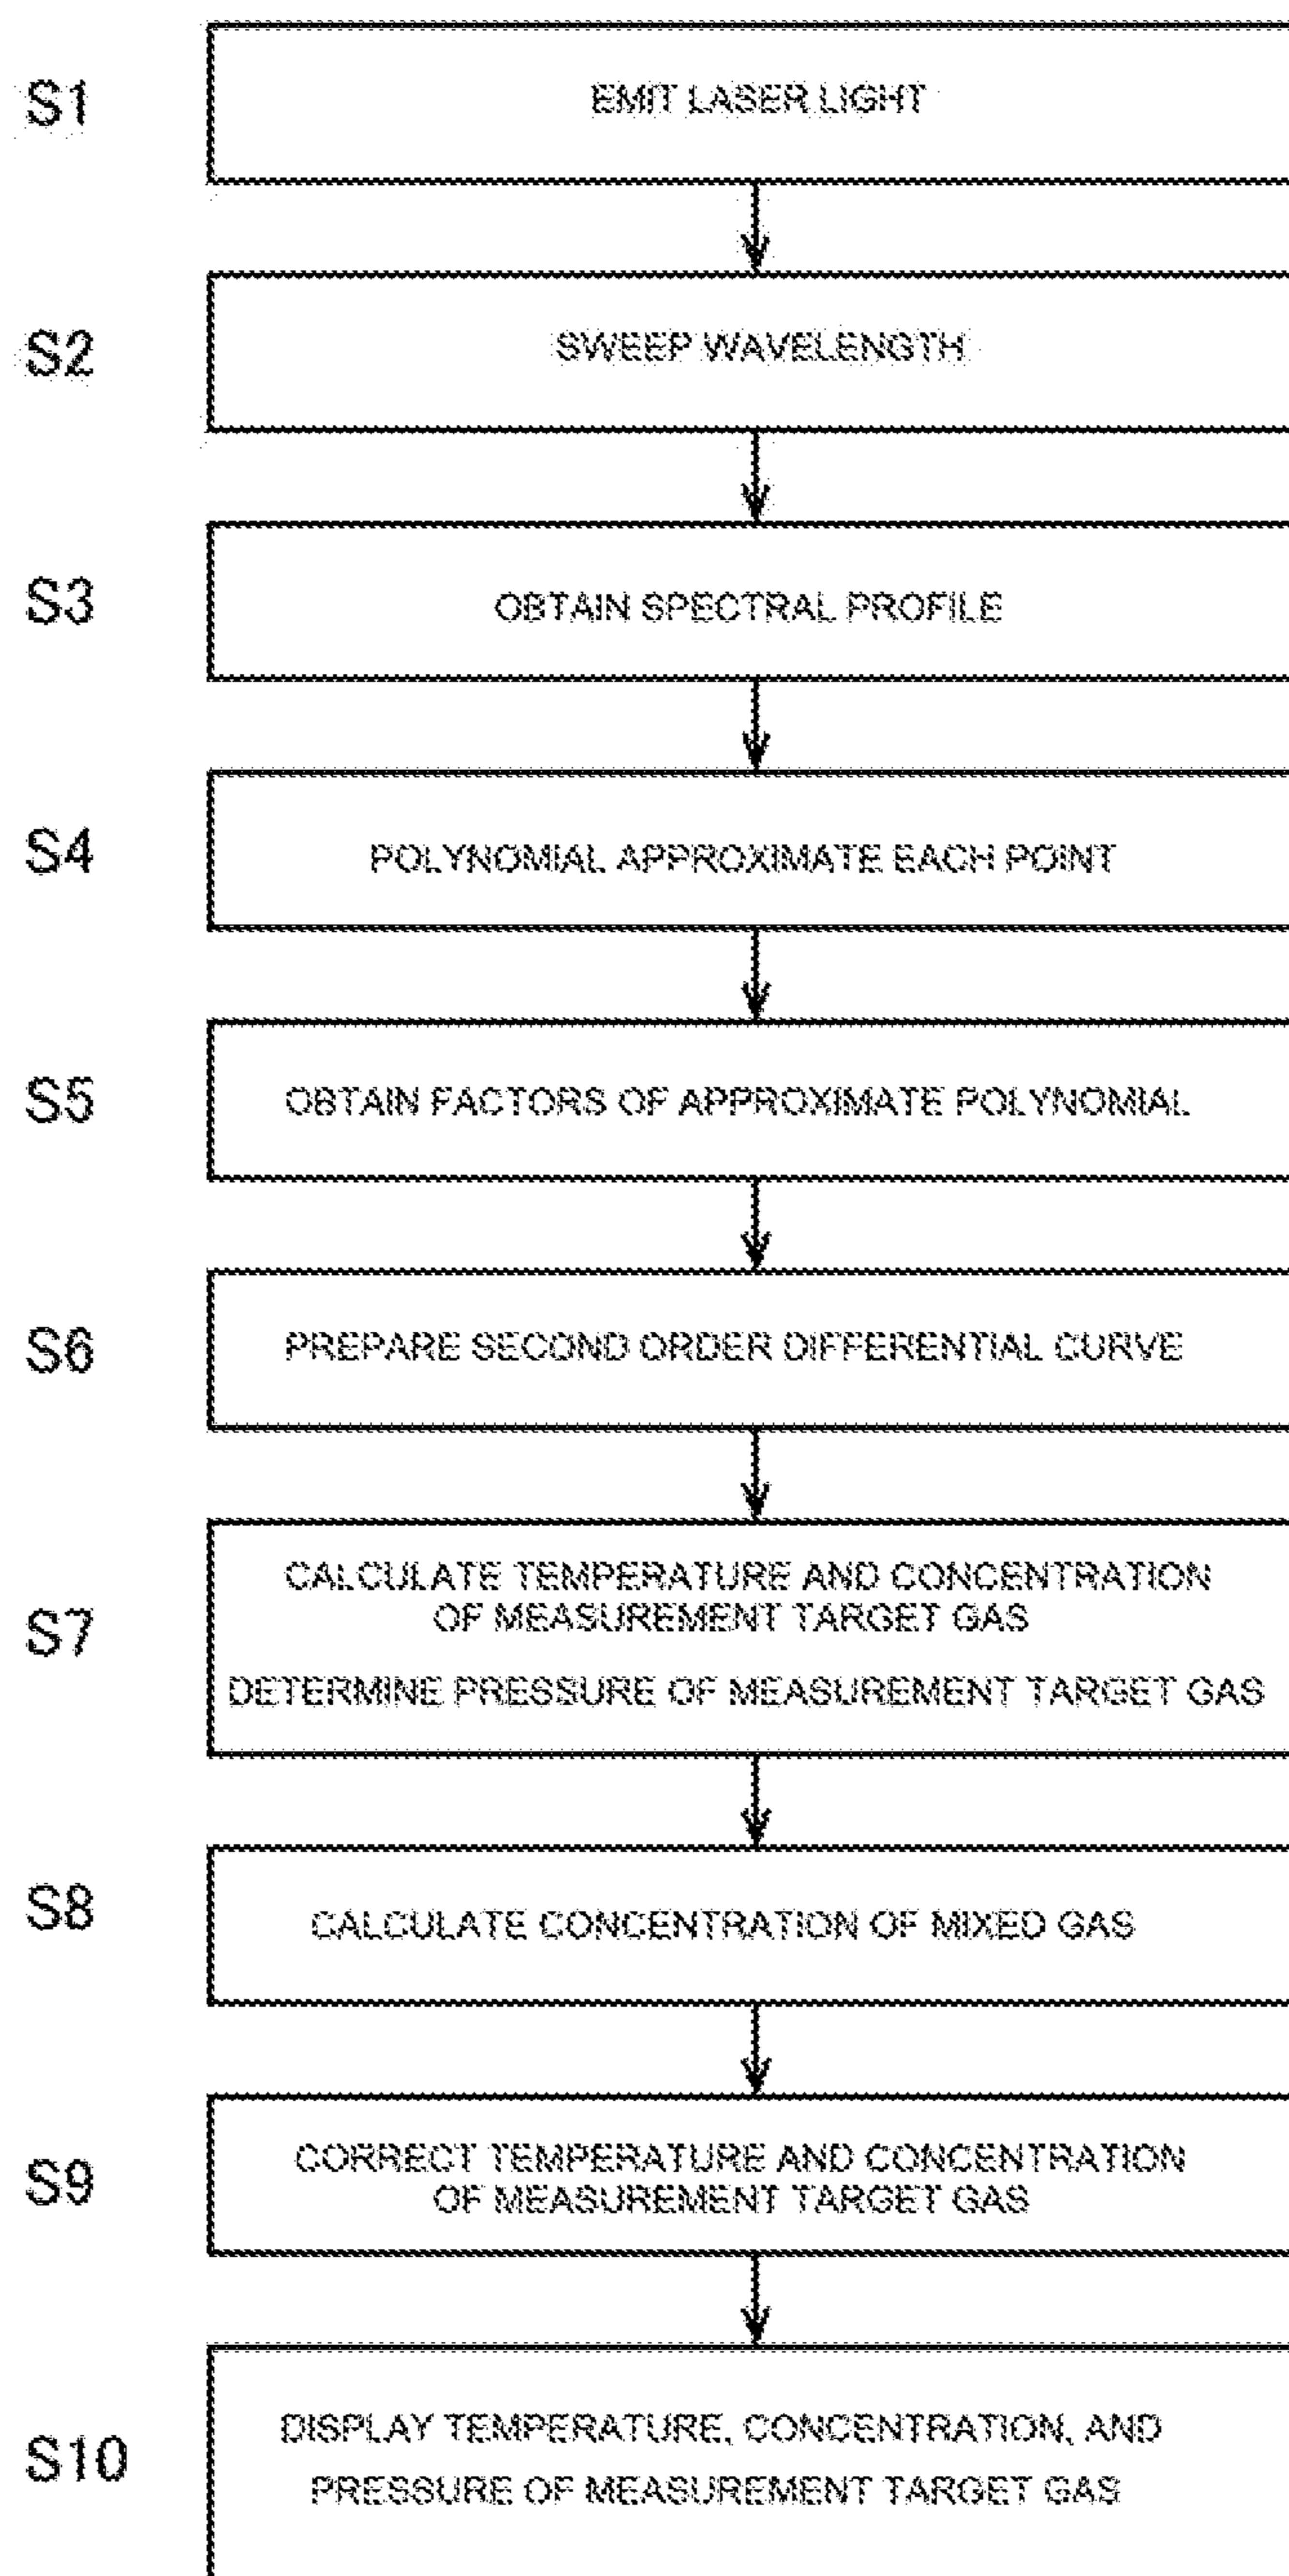 S1
EMIT LASER LIGHT
S2
SWEEP WAVELENGTH
S3
OBTAIN SPECTRAL PROFILE
S4
POLYNOMIAL APPROXIMATE EACH POINT
S5
OBTAIN FACTORS OF APPROXIMATE POLYNOMIAL
S6
PREPARE SECOND ORDER DIFFERENTIAL CURVE
S7
CALCULATE TEMPERATURE AND CONCENTRATION
OF MEASUREMENT TARGET GAS
DETERMINE PRESSURE OF MEASUREMENT TARGET GAS
S8
CALCULATE CONCENTRATION OF MIXED GAS
S9
CORRECT TEMPERATURE AND CONCENTRATION
OF MEASUREMENT TARGET GAS
S10
DISPLAY TEMPERATURE, CONCENTRATION, AND
PRESSURE OF MEASUREMENT TARGET GAS